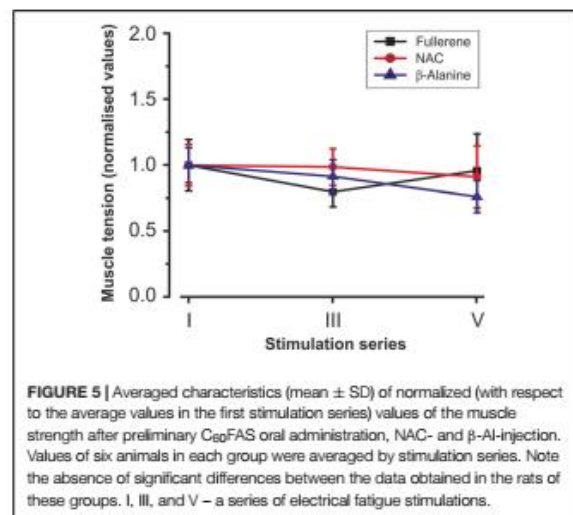 2.0
1.5
1.0
0.5
0.0
Muscle tension (normalised values)
Fullerene
NAC
β-Alanine
I III V
Stimulation series
FIGURE 5 | Averaged characteristics (mean ± SD) of normalized (with respect
to the average values in the first stimulation series) values of the muscle
strength after preliminary C₆₀FAS oral administration, NAC- and β-Al-injection.
Values of six animals in each group were averaged by stimulation series. Note
the absence of significant differences between the data obtained in the rats of
these groups. I, III, and V – a series of electrical fatigue stimulations.